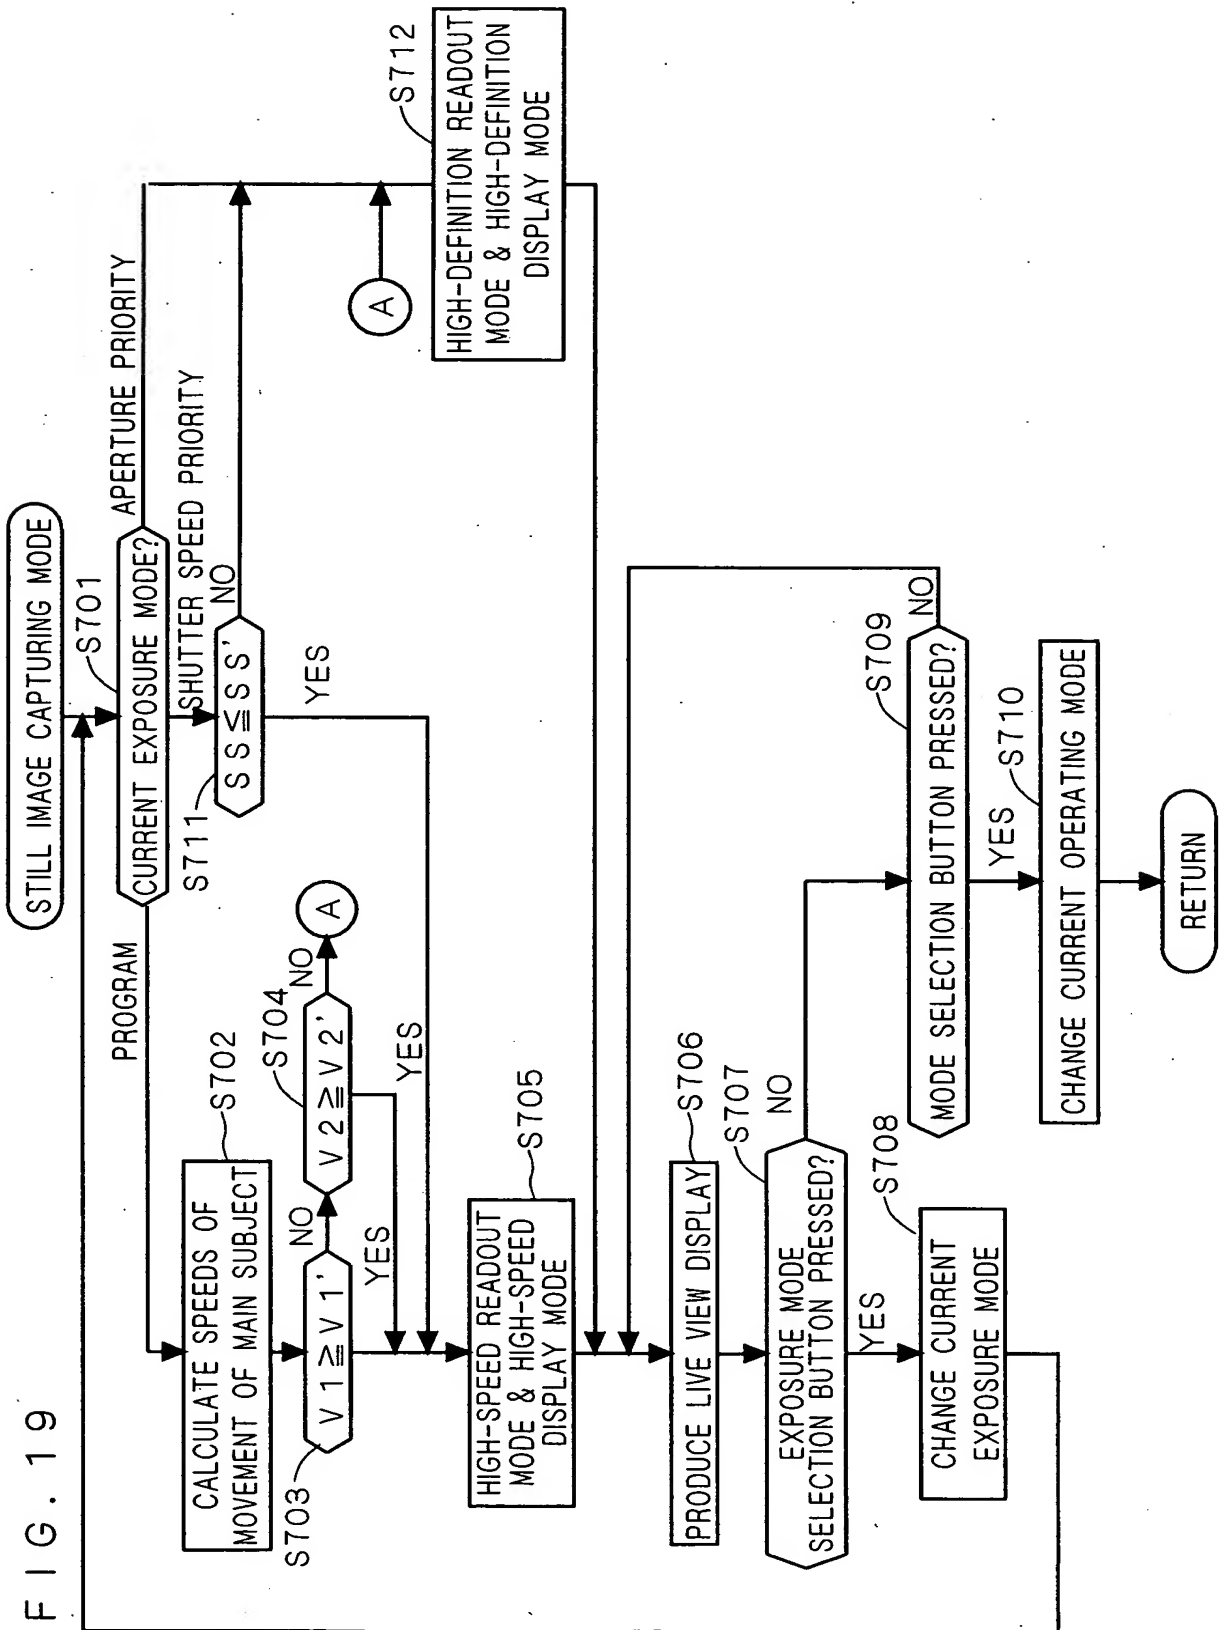 FIG.19
STILL IMAGE CAPTURING MODE
S701
CURRENT EXPOSURE MODE?
PROGRAM
APERTURE PRIORITY
SHUTTER SPEED PRIORITY
S702
CALCULATE SPEEDS OF
MOVEMENT OF MAIN SUBJECT
S711
SS≦SS'
NO
YES
S703
V1≧V1'
NO
YES
S704
V2≧V2'
NO
YES
A
A
S712
HIGH-DEFINITION READOUT
MODE & HIGH-DEFINITION
DISPLAY MODE
S705
HIGH-SPEED READOUT
MODE & HIGH-SPEED
DISPLAY MODE
S706
PRODUCE LIVE VIEW DISPLAY
S707
EXPOSURE MODE
SELECTION BUTTON PRESSED?
NO
YES
S708
CHANGE CURRENT
EXPOSURE MODE
S709
MODE SELECTION BUTTON PRESSED?
NO
YES
S710
CHANGE CURRENT OPERATING MODE
RETURN